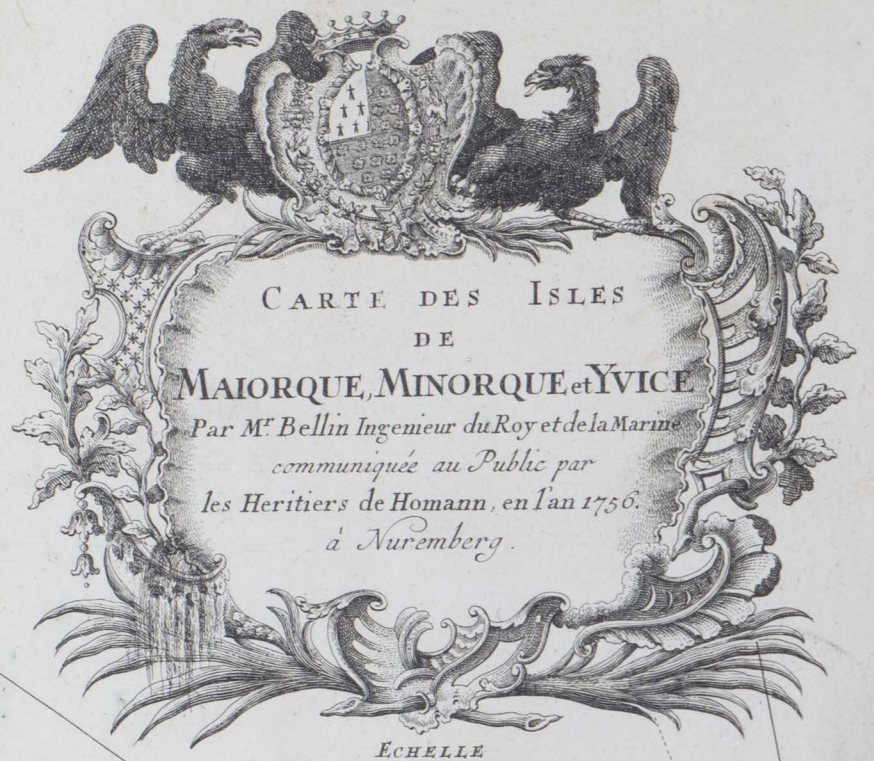 CARTE DES ISLES
DE
MAIORQUE, MINORQUE et YVICE
Par Mr. Bellin Ingenieur du Roy et de la Marine
communiquée au Public par
les Heritiers de Homann, en l'an 1756.
à Nuremberg.
ECHELLE